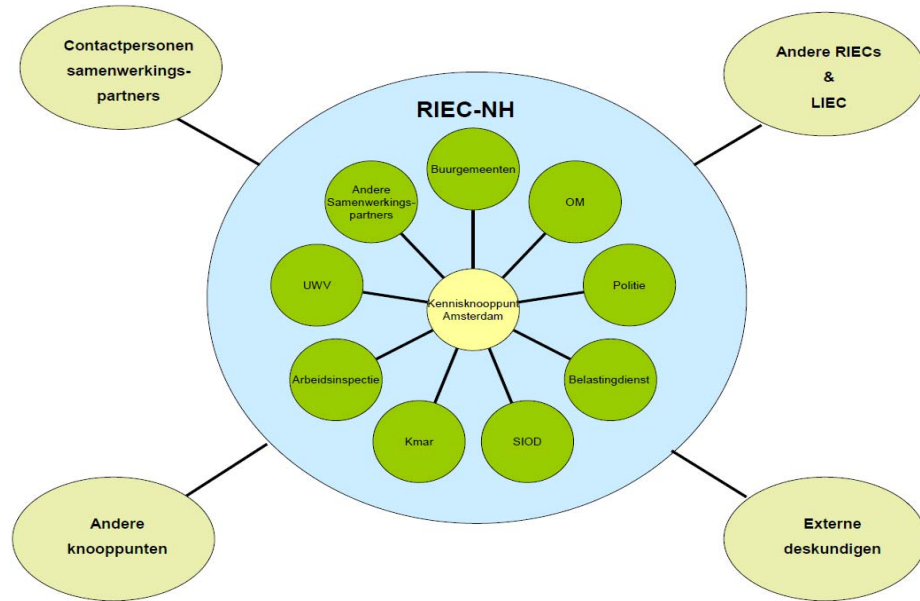 Contactpersonen
samenwerkings-
partners
Andere RIECs
&
LIEC
RIEC-NH
Buurgemeenten
Andere
Samenwerkings-
partners
OM
UWV
Politie
Kennisknooppunt
Amsterdam
Arbeidsinspectie
Belastingdienst
Kmar
SIOD
Andere
knooppunten
Externe
deskundigen